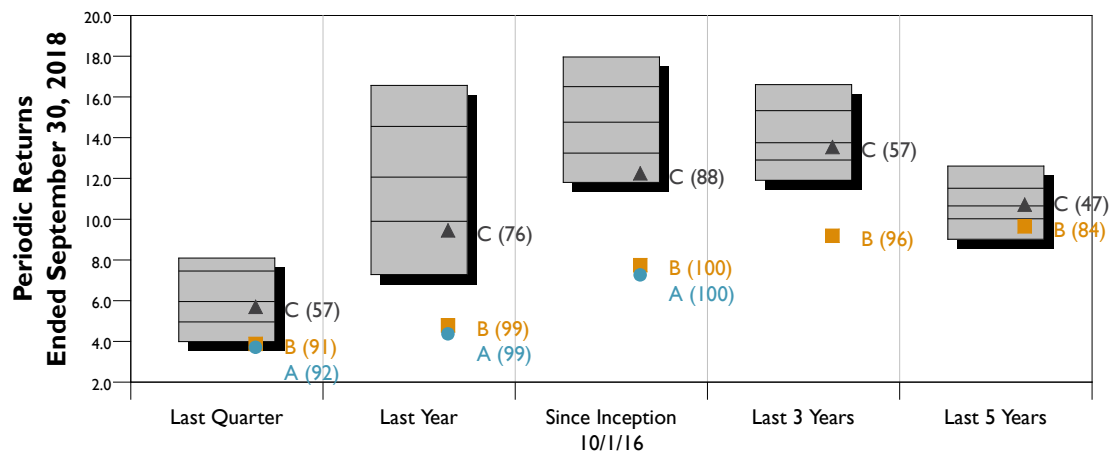 Periodic Returns
Ended September 30, 2018
20.0
18.0
16.0
14.0
12.0
10.0
8.0
6.0
4.0
2.0
C (57)
B (91)
A (92)
C (76)
B (99)
A (99)
C (88)
B (100)
A (100)
C (57)
B (96)
C (47)
B (84)
Last Quarter
Last Year
Since Inception
10/1/16
Last 3 Years
Last 5 Years